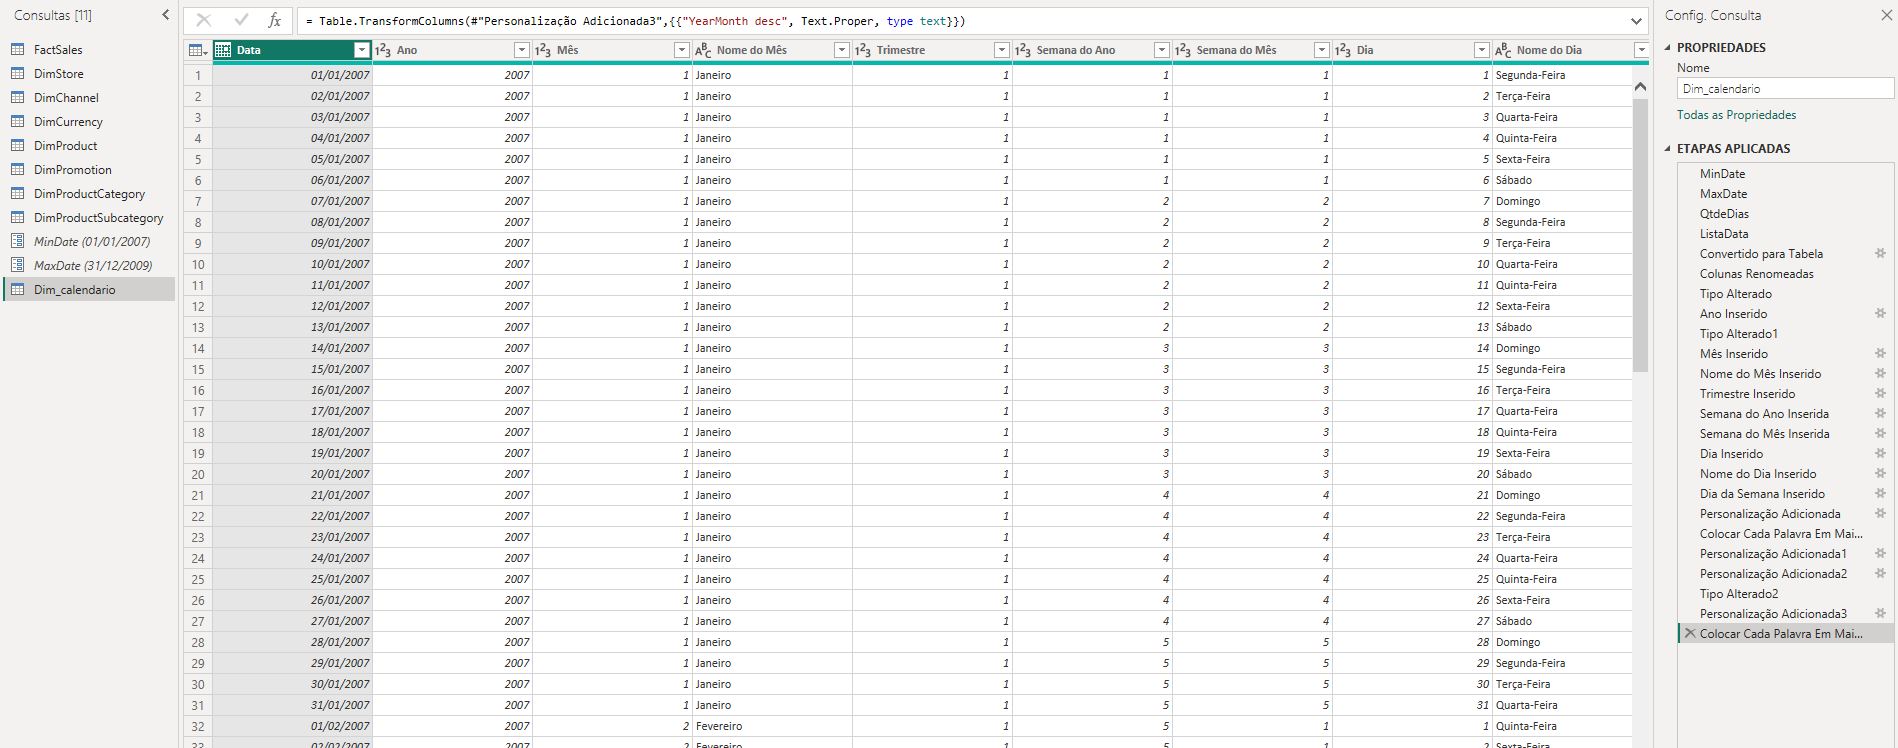 Consultas [11]
FactSales
DimStore
DimChannel
DimCurrency
DimProduct
DimPromotion
DimProductCategory
DimProductSubcategory
MinDate (01/01/2007)
MaxDate (31/12/2009)
Dim_calendario
fx = Table.TransformColumns(#"Personalização Adicionada3",{{"YearMonth desc", Text.Proper, type text}})
Data 123 Ano 123 Mês ABC Nome do Mês 123 Trimestre 123 Semana do Ano 123 Semana do Mês 123 Dia ABC Nome do Dia
1 01/01/2007 2007 1 Janeiro 1 1 1 1 Segunda-Feira
2 02/01/2007 2007 1 Janeiro 1 1 1 2 Terça-Feira
3 03/01/2007 2007 1 Janeiro 1 1 1 3 Quarta-Feira
4 04/01/2007 2007 1 Janeiro 1 1 1 4 Quinta-Feira
5 05/01/2007 2007 1 Janeiro 1 1 1 5 Sexta-Feira
6 06/01/2007 2007 1 Janeiro 1 1 1 6 Sábado
7 07/01/2007 2007 1 Janeiro 1 2 2 7 Domingo
8 08/01/2007 2007 1 Janeiro 1 2 2 8 Segunda-Feira
9 09/01/2007 2007 1 Janeiro 1 2 2 9 Terça-Feira
10 10/01/2007 2007 1 Janeiro 1 2 2 10 Quarta-Feira
11 11/01/2007 2007 1 Janeiro 1 2 2 11 Quinta-Feira
12 12/01/2007 2007 1 Janeiro 1 2 2 12 Sexta-Feira
13 13/01/2007 2007 1 Janeiro 1 2 2 13 Sábado
14 14/01/2007 2007 1 Janeiro 1 3 3 14 Domingo
15 15/01/2007 2007 1 Janeiro 1 3 3 15 Segunda-Feira
16 16/01/2007 2007 1 Janeiro 1 3 3 16 Terça-Feira
17 17/01/2007 2007 1 Janeiro 1 3 3 17 Quarta-Feira
18 18/01/2007 2007 1 Janeiro 1 3 3 18 Quinta-Feira
19 19/01/2007 2007 1 Janeiro 1 3 3 19 Sexta-Feira
20 20/01/2007 2007 1 Janeiro 1 3 3 20 Sábado
21 21/01/2007 2007 1 Janeiro 1 4 4 21 Domingo
22 22/01/2007 2007 1 Janeiro 1 4 4 22 Segunda-Feira
23 23/01/2007 2007 1 Janeiro 1 4 4 23 Terça-Feira
24 24/01/2007 2007 1 Janeiro 1 4 4 24 Quarta-Feira
25 25/01/2007 2007 1 Janeiro 1 4 4 25 Quinta-Feira
26 26/01/2007 2007 1 Janeiro 1 4 4 26 Sexta-Feira
27 27/01/2007 2007 1 Janeiro 1 4 4 27 Sábado
28 28/01/2007 2007 1 Janeiro 1 5 5 28 Domingo
29 29/01/2007 2007 1 Janeiro 1 5 5 29 Segunda-Feira
30 30/01/2007 2007 1 Janeiro 1 5 5 30 Terça-Feira
31 31/01/2007 2007 1 Janeiro 1 5 5 31 Quarta-Feira
32 01/02/2007 2007 2 Fevereiro 1 5 1 1 Quinta-Feira
33 02/02/2007 2007 2 Fevereiro 1 5 1 2 Sexta-Feira
Config. Consulta
PROPRIEDADES
Nome
Dim_calendario
Todas as Propriedades
ETAPAS APLICADAS
MinDate
MaxDate
QtdeDias
ListaData
Convertido para Tabela
Colunas Renomeadas
Tipo Alterado
Ano Inserido
Tipo Alterado1
Mês Inserido
Nome do Mês Inserido
Trimestre Inserido
Semana do Ano Inserida
Semana do Mês Inserida
Dia Inserido
Nome do Dia Inserido
Dia da Semana Inserido
Personalização Adicionada
Colocar Cada Palavra Em Mai...
Personalização Adicionada1
Personalização Adicionada2
Tipo Alterado2
Personalização Adicionada3
Colocar Cada Palavra Em Mai...